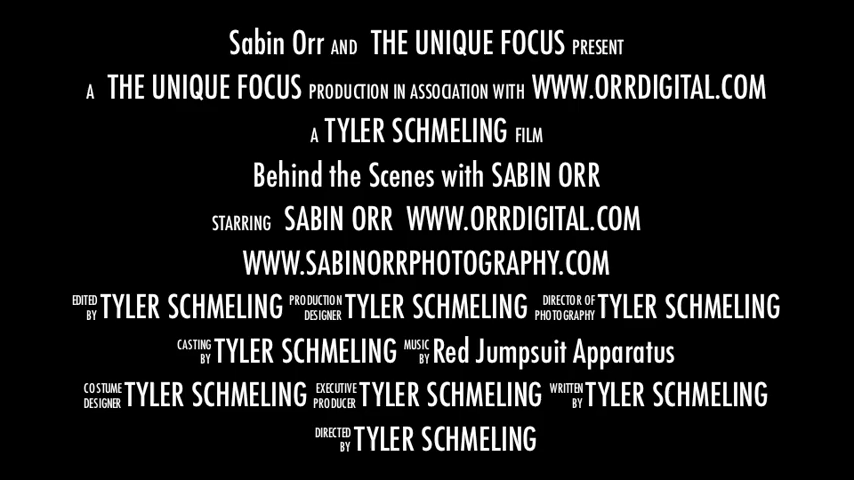 Sabin Orr AND THE UNIQUE FOCUS PRESENT
A THE UNIQUE FOCUS PRODUCTION IN ASSOCIATION WITH WWW.ORRDIGITAL.COM
A TYLER SCHMELING FILM
Behind the Scenes with SABIN ORR
STARRING SABIN ORR WWW.ORRDIGITAL.COM
WWW.SABINORRPHOTOGRAPHY.COM
EDITED BY TYLER SCHMELING PRODUCTION DESIGNER TYLER SCHMELING DIRECTOR OF PHOTOGRAPHY TYLER SCHMELING
CASTING BY TYLER SCHMELING MUSIC BY Red Jumpsuit Apparatus
COSTUME DESIGNER TYLER SCHMELING EXECUTIVE PRODUCER TYLER SCHMELING WRITTEN BY TYLER SCHMELING
DIRECTED BY TYLER SCHMELING